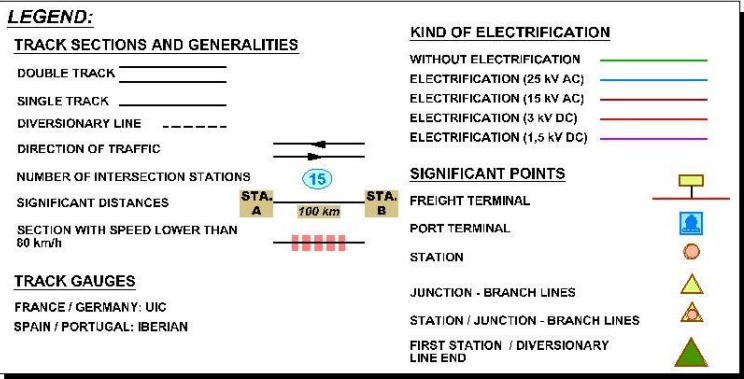 LEGEND:
TRACK SECTIONS AND GENERALITIES
DOUBLE TRACK
SINGLE TRACK
DIVERSIONARY LINE
DIRECTION OF TRAFFIC
NUMBER OF INTERSECTION STATIONS
15
SIGNIFICANT DISTANCES
STA.
A
100 km
STA.
B
SECTION WITH SPEED LOWER THAN
80 km/h
TRACK GAUGES
FRANCE / GERMANY: UIC
SPAIN / PORTUGAL: IBERIAN
KIND OF ELECTRIFICATION
WITHOUT ELECTRIFICATION
ELECTRIFICATION (25 kV AC)
ELECTRIFICATION (15 kV AC)
ELECTRIFICATION (3 kV DC)
ELECTRIFICATION (1,5 kV DC)
SIGNIFICANT POINTS
FREIGHT TERMINAL
PORT TERMINAL
STATION
JUNCTION - BRANCH LINES
STATION / JUNCTION - BRANCH LINES
FIRST STATION / DIVERSIONARY
LINE END